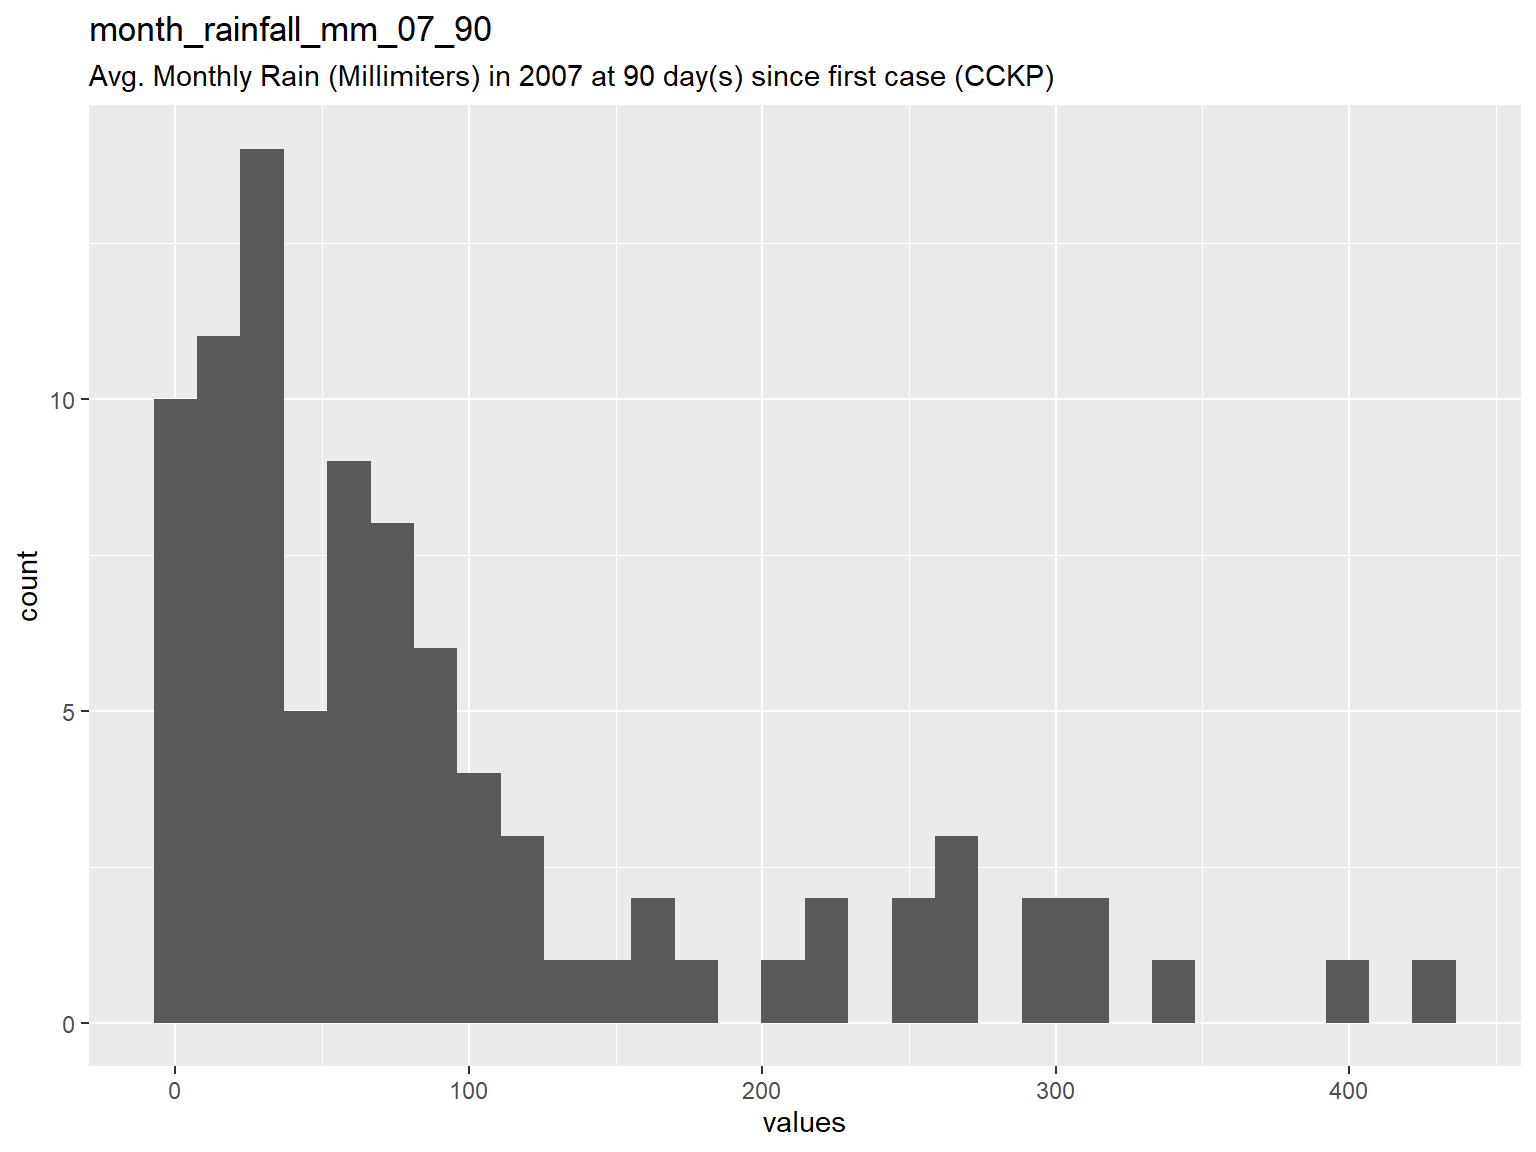 month_rainfall_mm_07_90
Avg. Monthly Rain (Millimiters) in 2007 at 90 day(s) since first case (CCKP)
count
10
5
0
0 100 200 300 400
values